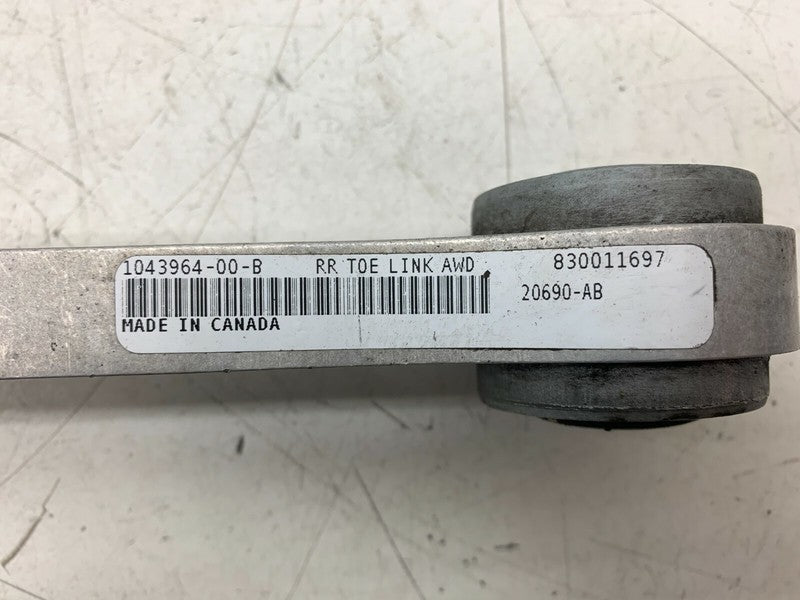 1043964-00-B RR TOE LINK AWD 830011697
20690-AB
MADE IN CANADA